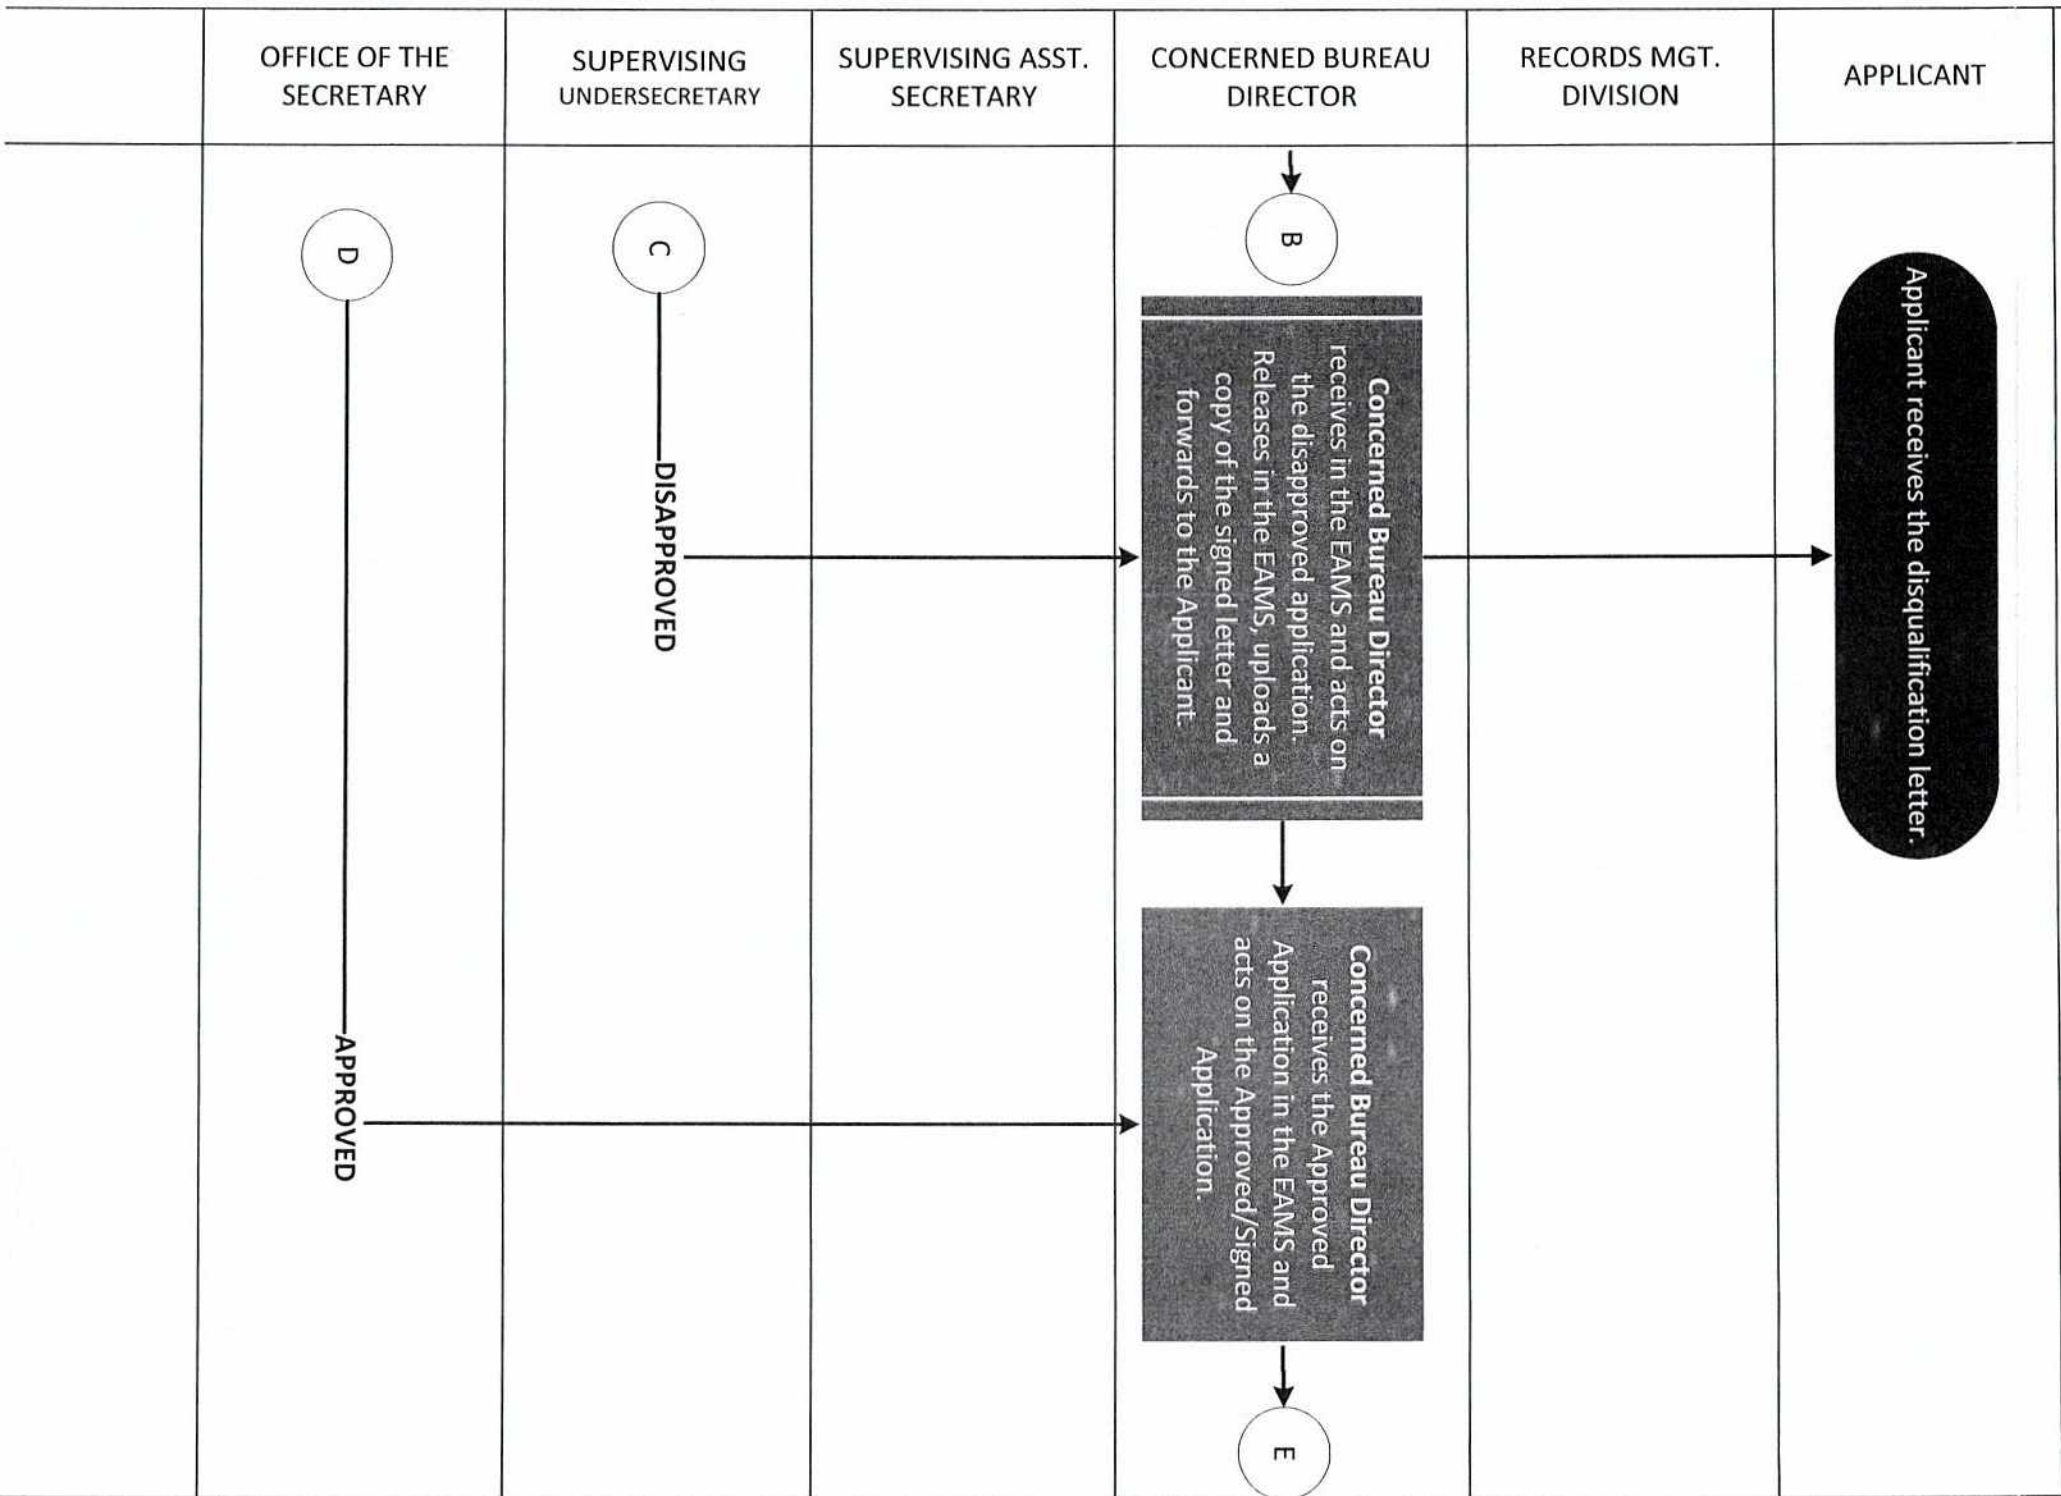 OFFICE OF THE
SECRETARY
SUPERVISING
UNDERSECRETARY
SUPERVISING ASST.
SECRETARY
CONCERNED BUREAU
DIRECTOR
RECORDS MGT.
DIVISION
APPLICANT
D
C
B
Applicant receives the disqualification letter.
Concerned Bureau Director
receives in the EAMS and acts on
the disapproved application.
Releases in the EAMS, uploads a
copy of the signed letter and
forwards to the Applicant.
DISAPPROVED
Concerned Bureau Director
receives the Approved
Application in the EAMS and
acts on the Approved/Signed
Application.
APPROVED
E